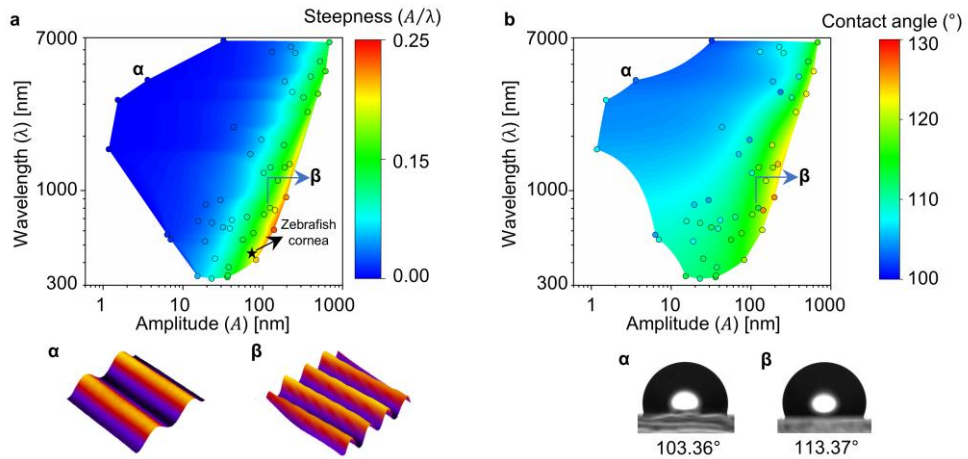 a
Steepness (A/λ)
7000
1000
300
Wavelength (λ) [nm]
α
β
Zebrafish
cornea
0.25
0.15
0.00
1 10 100 1000
Amplitude (A) [nm]
α
β
b
Contact angle (°)
7000
1000
300
Wavelength (λ) [nm]
α
β
130
120
110
100
1 10 100 1000
Amplitude (A) [nm]
α
β
103.36°
113.37°